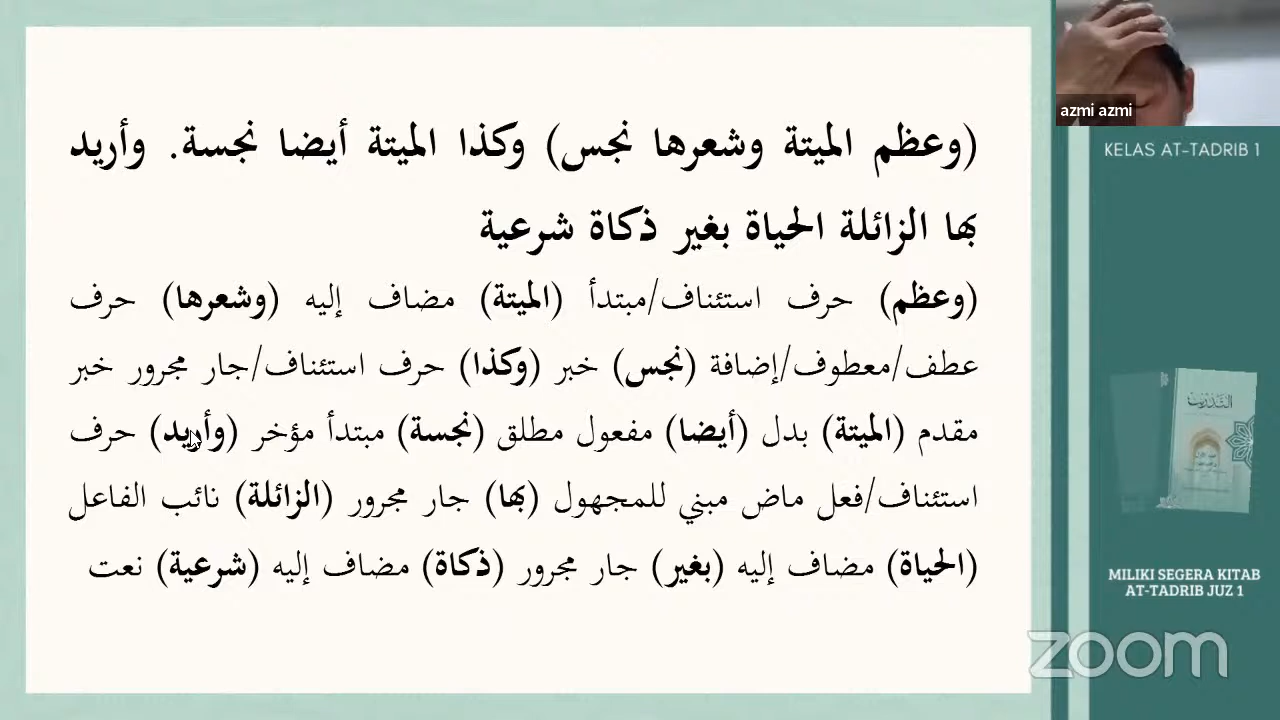 (وعظم الميتة وشعرها نجس) وكذا الميتة أيضا نجسة. وأريد
بها الزائلة الحياة بغير ذكاة شرعية
(وعظم) حرف استئناف/مبتدأ (الميتة) مضاف إليه (وشعرها) حرف
عطف/معطوف/إضافة (نجس) خبر (وكذا) حرف استئناف/جار مجرور خبر
مقدم (الميتة) بدل (أيضا) مفعول مطلق (نجسة) مبتدأ مؤخر (وأريد) حرف
استئناف/فعل ماض مبني للمجهول (بها) جار مجرور (الزائلة) نائب الفاعل
(الحياة) مضاف إليه (بغير) جار مجرور (ذكاة) مضاف إليه (شرعية) نعت
azmi azmi
KELAS AT-TADRIB 1
التذريب
MILIKI SEGERA KITAB
AT-TADRIB JUZ 1
zoom